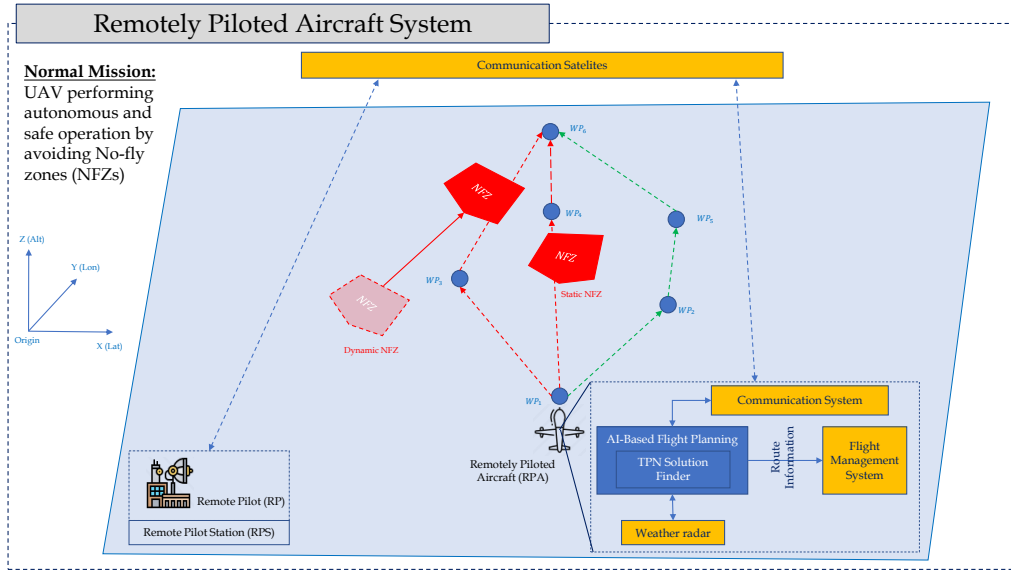 Remotely Piloted Aircraft System
Normal Mission:
UAV performing
autonomous and
safe operation by
avoiding No-fly
zones (NFZs)
Communication Satelites
WP₆
NFZ
WP₄
WP₅
NFZ
Static NFZ
WP₃
NFZ
Dynamic NFZ
WP₂
Z (Alt)
Y (Lon)
Origin
X (Lat)
WP₁
Remotely Piloted
Aircraft (RPA)
Communication System
AI-Based Flight Planning
TPN Solution
Finder
Route
Information
Flight
Management
System
Weather radar
Remote Pilot (RP)
Remote Pilot Station (RPS)